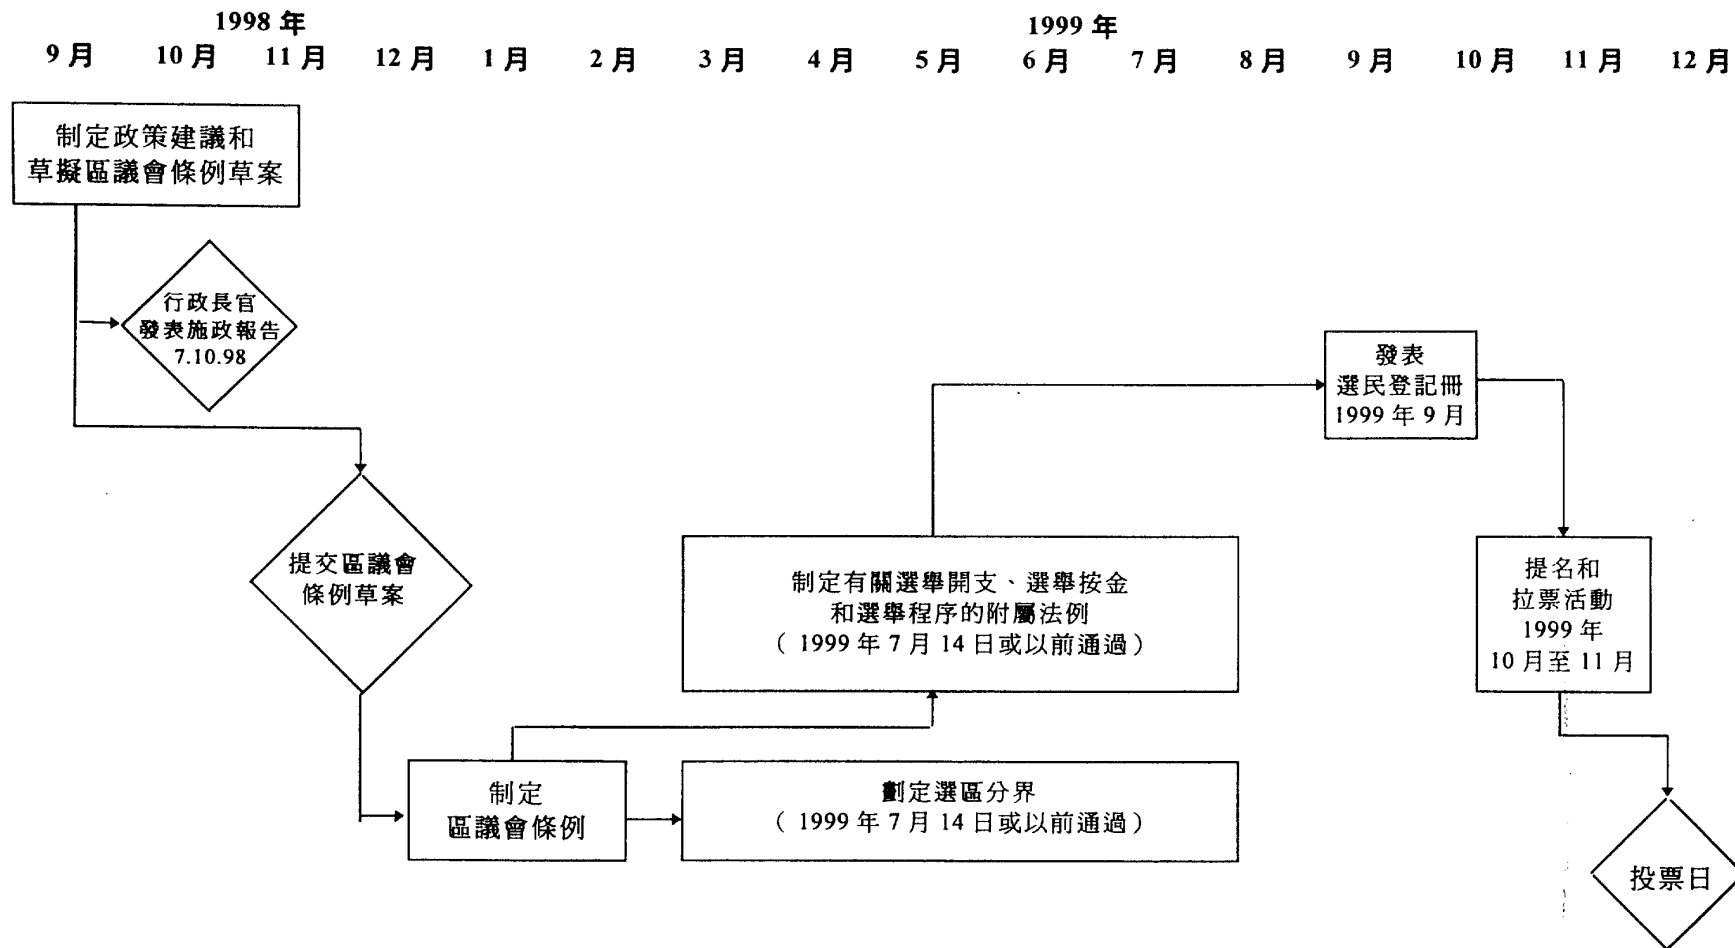 1998 年 1999 年
9 月 10 月 11 月 12 月 1 月 2 月 3 月 4 月 5 月 6 月 7 月 8 月 9 月 10 月 11 月 12 月
制定政策建議和
草擬區議會條例草案
行政長官
發表施政報告
7.10.98
發表
選民登記冊
1999 年 9 月
提交區議會
條例草案
制定有關選舉開支、選舉按金
和選舉程序的附屬法例
( 1999 年 7 月 14 日或以前通過 )
提名和
拉票活動
1999 年
10 月至 11 月
制定
區議會條例
劃定選區分界
( 1999 年 7 月 14 日或以前通過 )
投票日